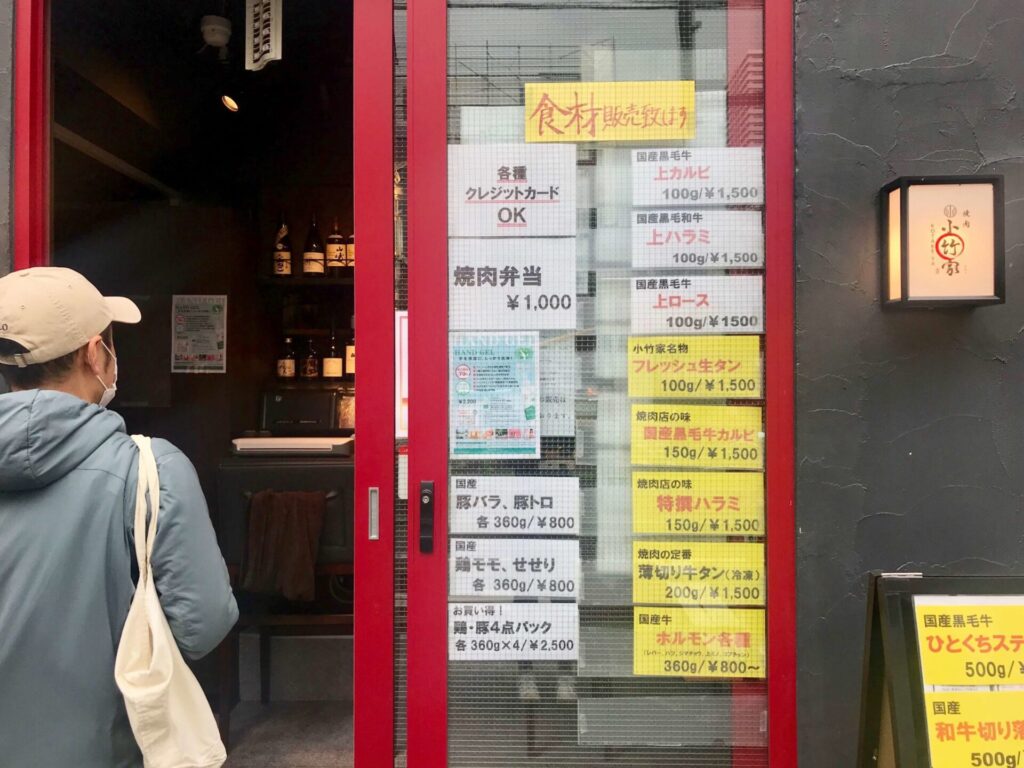 食材販売致します
各種
クレジットカード
OK
焼肉弁当
￥1,000
HAND GEL
国産
豚バラ、豚トロ
各 360g/￥800
国産
鶏モモ、せせり
各 360g/￥800
お買い得！
鶏・豚４点パック
各 360g×4/￥2,500
国産黒毛牛
上カルビ
100g/￥1,500
国産黒毛和牛
上ハラミ
100g/￥1,500
国産黒毛牛
上ロース
100g/￥1500
小竹家名物
フレッシュ生タン
100g/￥1,500
焼肉店の味
国産黒毛牛カルビ
150g/￥1,500
焼肉店の味
特撰ハラミ
150g/￥1,500
焼肉の定番
薄切り牛タン(冷凍)
200g/￥1,500
国産牛
ホルモン各種
360g/￥800～
焼肉
小竹家
国産黒毛牛
ひとくちステ
500g/￥
国産
和牛切り落
500g/